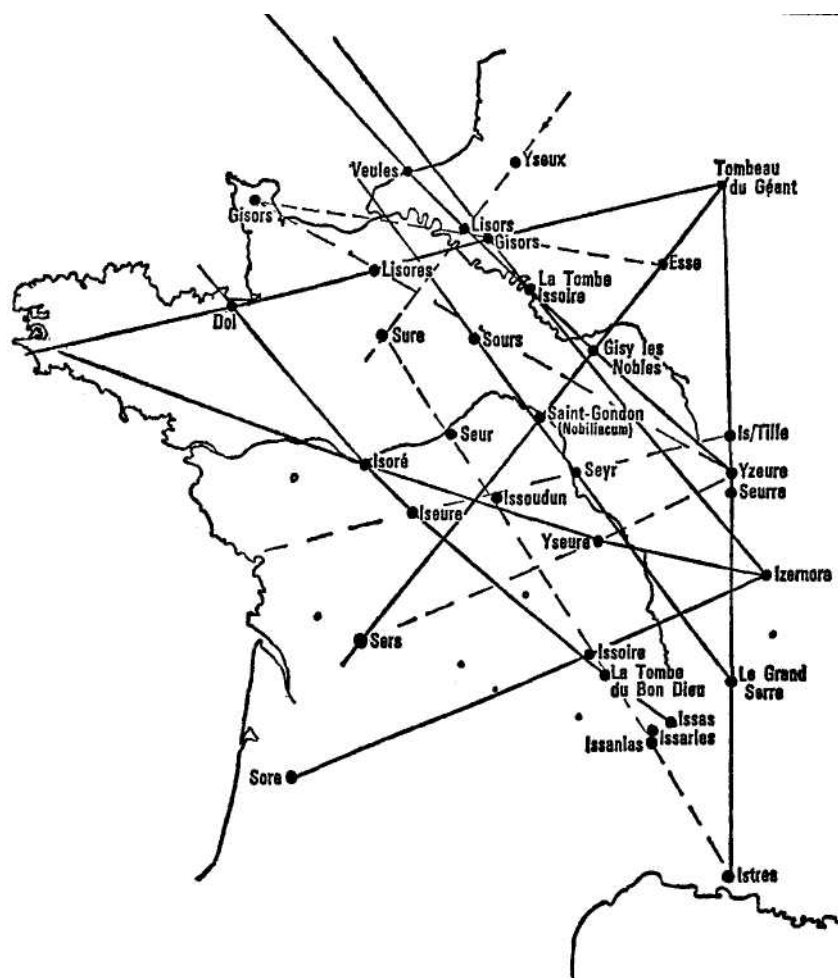 Veules
Yseux
Tombeau
du Géant
Gisors
Lisors
Gisors
Esse
Lisores
La Tombe
Issoire
Dol
Sure
Sours
Gisy les
Nobles
Saint-Gondon
(Nobiliacum)
Is/Tille
Seur
Isoré
Seyr
Yzeure
Seurre
Issoudun
Iseure
Yseure
Izernore
Sers
Issoire
La Tombe
du Bon Dieu
Le Grand
Serre
Issas
Issarles
Issanlas
Sore
Istres